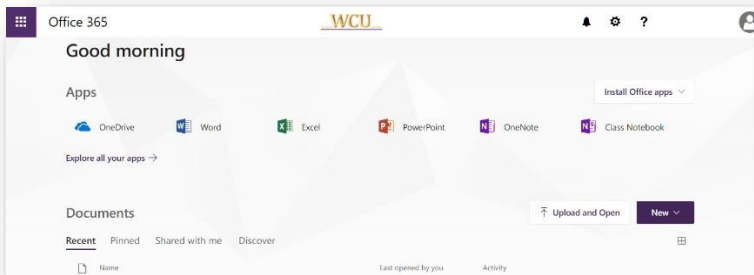 Office 365
WCU
?
Good morning
Apps
Install Office apps
OneDrive
Word
Excel
PowerPoint
OneNote
Class Notebook
Explore all your apps →
Documents
Upload and Open
New
Recent Pinned Shared with me Discover
Name Last opened by you Activity